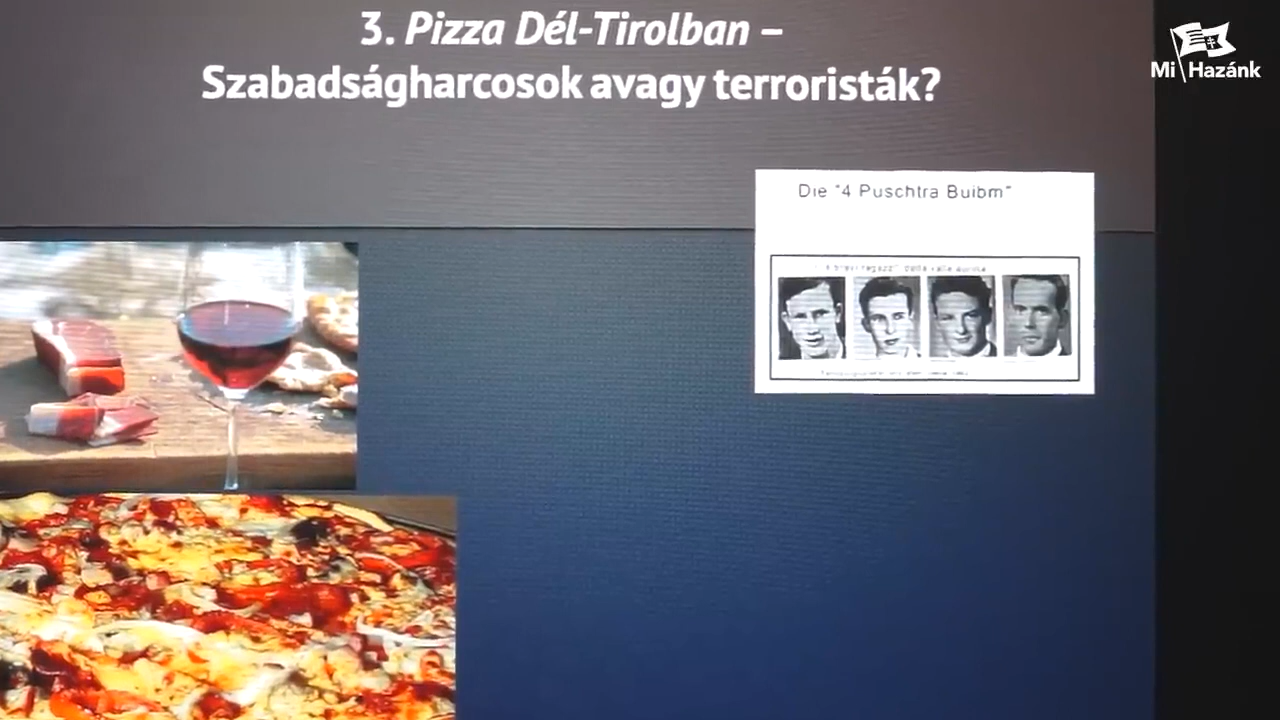 3. Pizza Dél-Tirolban –
Szabadságharcosok avagy terroristák?
Mi Hazánk
Die "4 Puschtra Buibm"